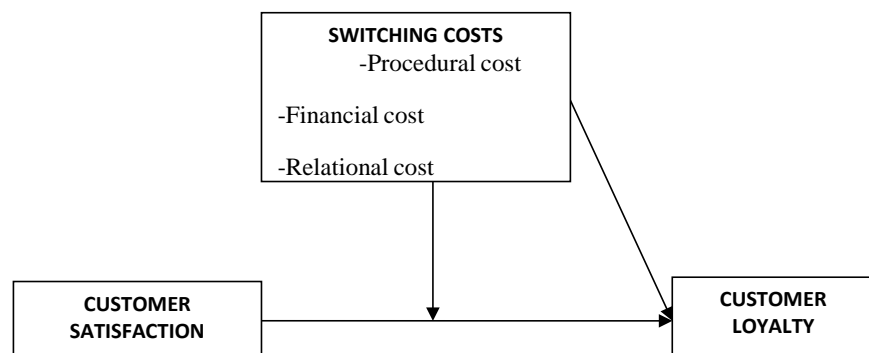 SWITCHING COSTS
-Procedural cost
-Financial cost
-Relational cost
CUSTOMER
SATISFACTION
CUSTOMER
LOYALTY